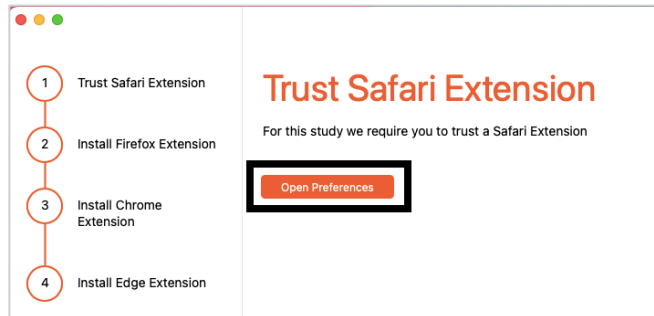 1 Trust Safari Extension
2 Install Firefox Extension
3 Install Chrome
Extension
4 Install Edge Extension
Trust Safari Extension
For this study we require you to trust a Safari Extension
Open Preferences